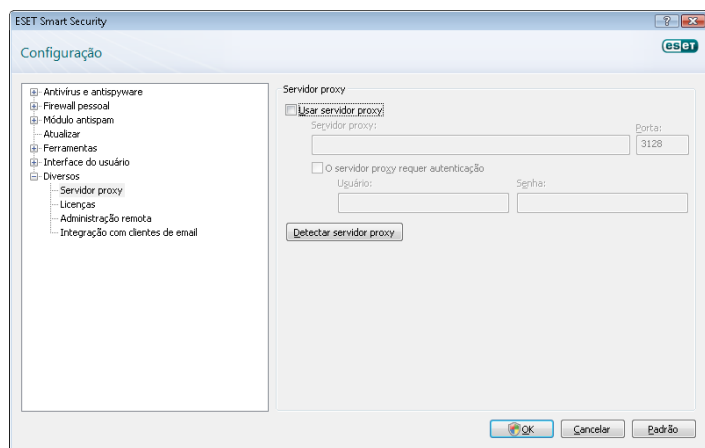 ESET Smart Security
Configuração
eset
Antivírus e antispyware
Firewall pessoal
Módulo antispam
Atualizar
Ferramentas
Interface do usuário
Diversos
Servidor proxy
Licenças
Administração remota
Integração com clientes de email
Servidor proxy
Usar servidor proxy
Servidor proxy: Porta:
3128
O servidor proxy requer autenticação
Usuário: Senha:
Detectar servidor proxy
OK Cancelar Padrão